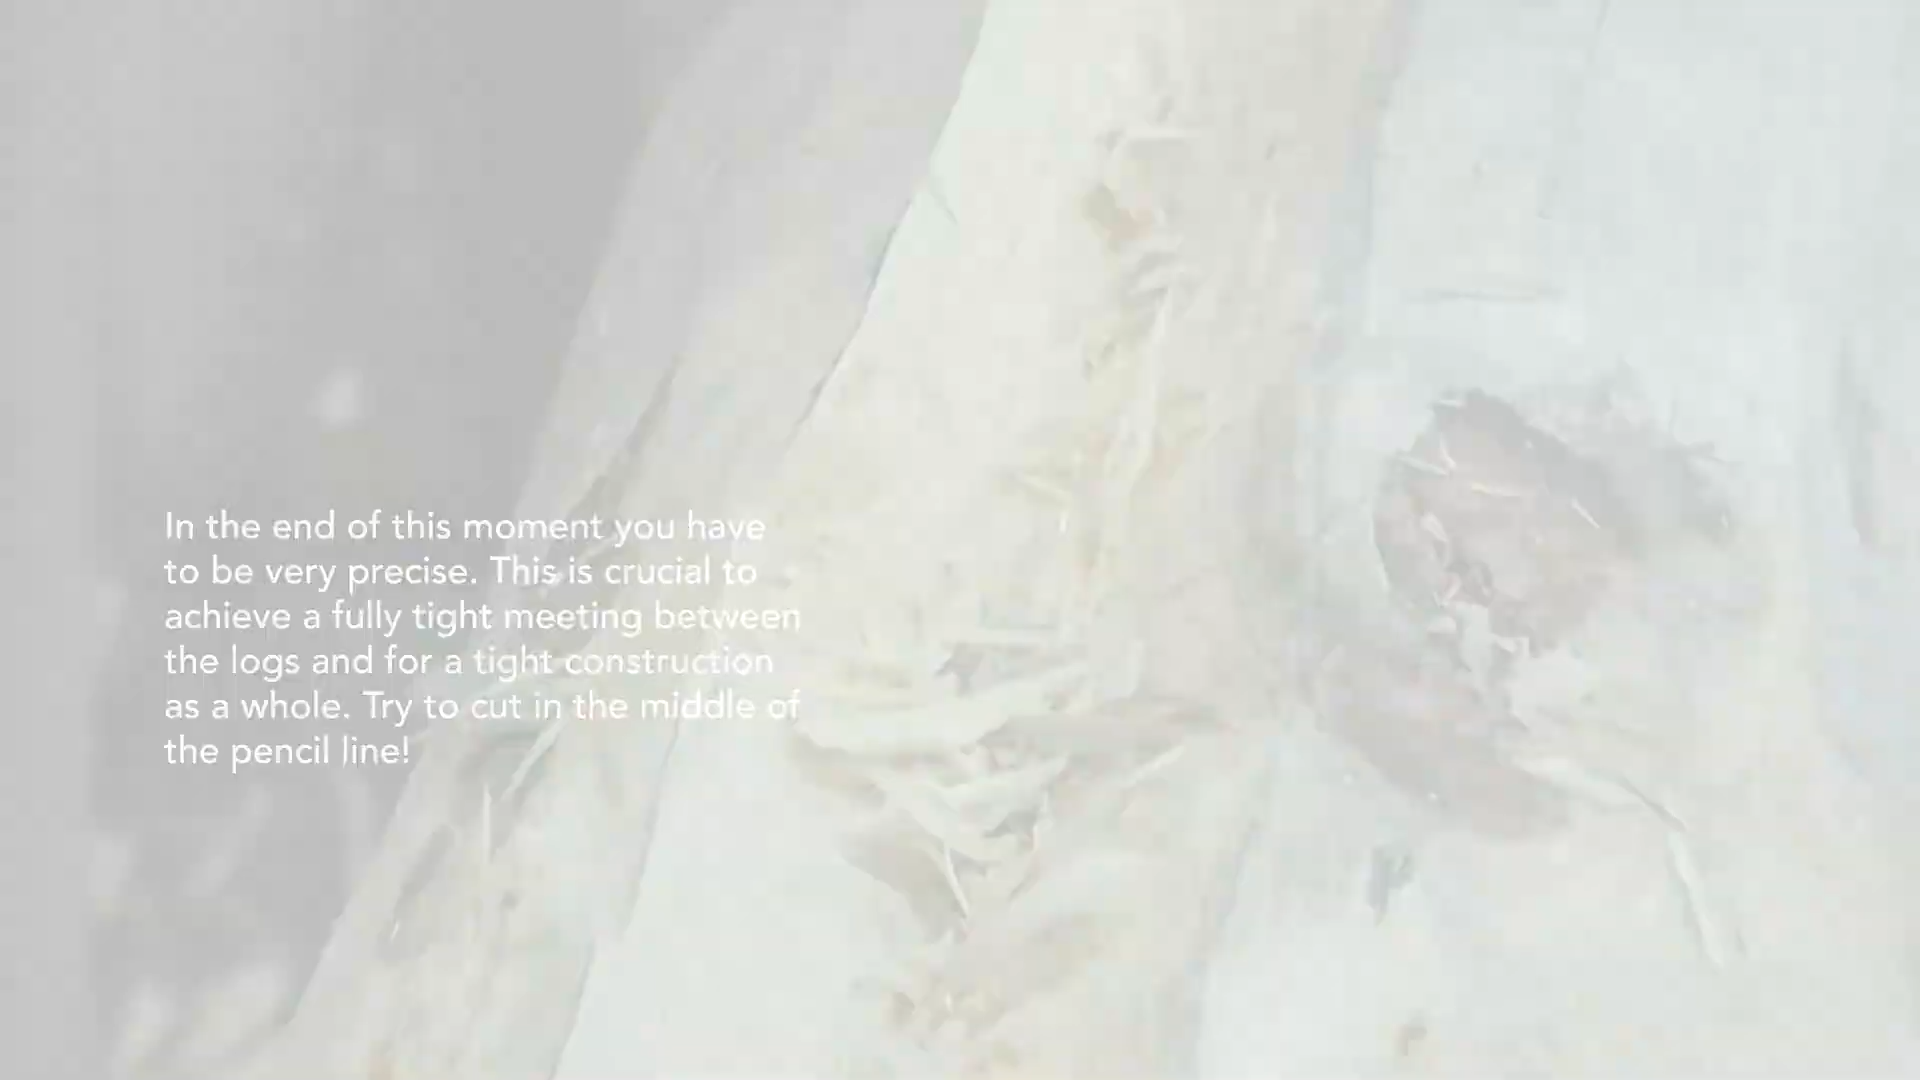 In the end of this moment you have
to be very precise. This is crucial to
achieve a fully tight meeting between
the logs and for a tight construction
as a whole. Try to cut in the middle of
the pencil line!